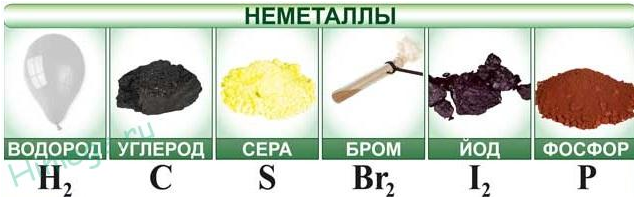 НЕМЕТАЛЛЫ
ВОДОРОД УГЛЕРОД СЕРА БРОМ ЙОД ФОСФОР
H₂ C S Br₂ I₂ P